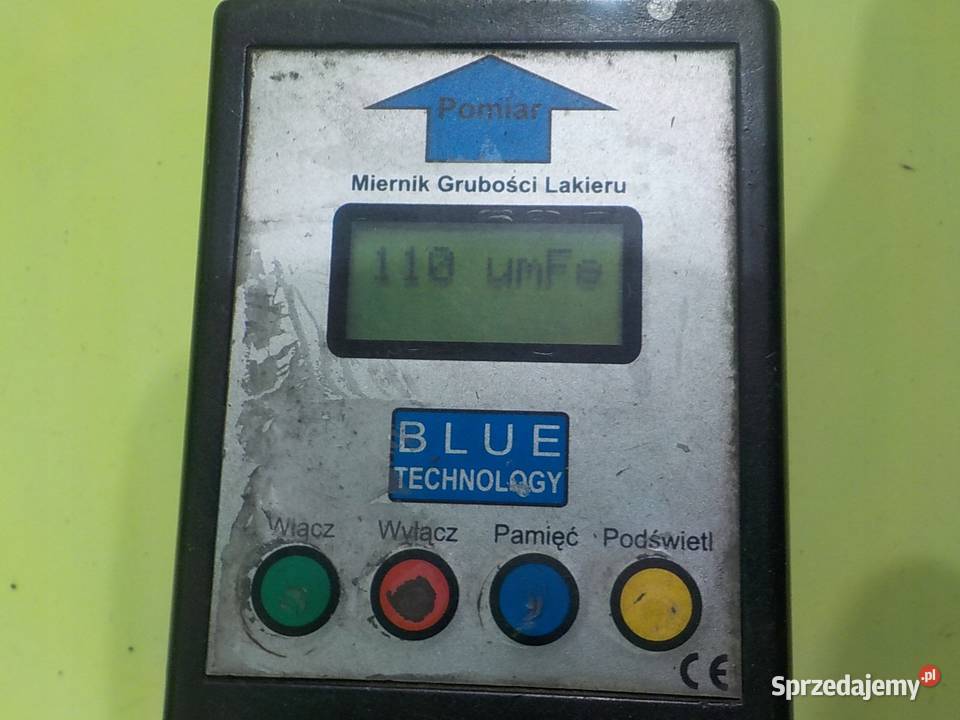 Pomiar
Miernik Grubości Lakieru
110 umFe
BLUE
TECHNOLOGY
Włącz Wyłącz Pamięć Podświetl
CE
Sprzedajemy.pl